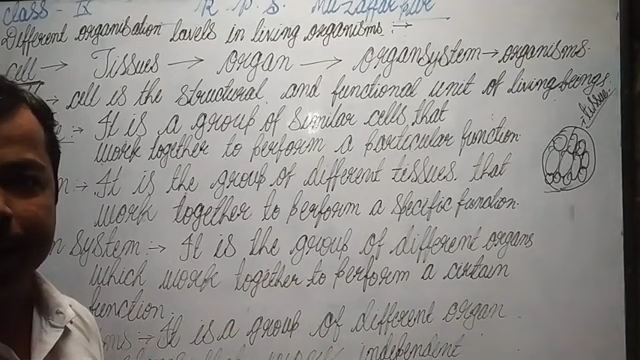 Class - IX R. P. S. Muzaffarpur
Different organisation levels in living organisms :→
cell → Tissues → organ → organsystem → organisms.
→ cell is the structural and functional unit of living beings.
:→ It is a group of similar cells that
work together to perform a particular function.
tissue
:→ It is the group of different tissues that
work together to perform a specific function.
System :→ It is the group of different organs
which work together to perform a certain
function.
:→ It is a group of different organ
independent